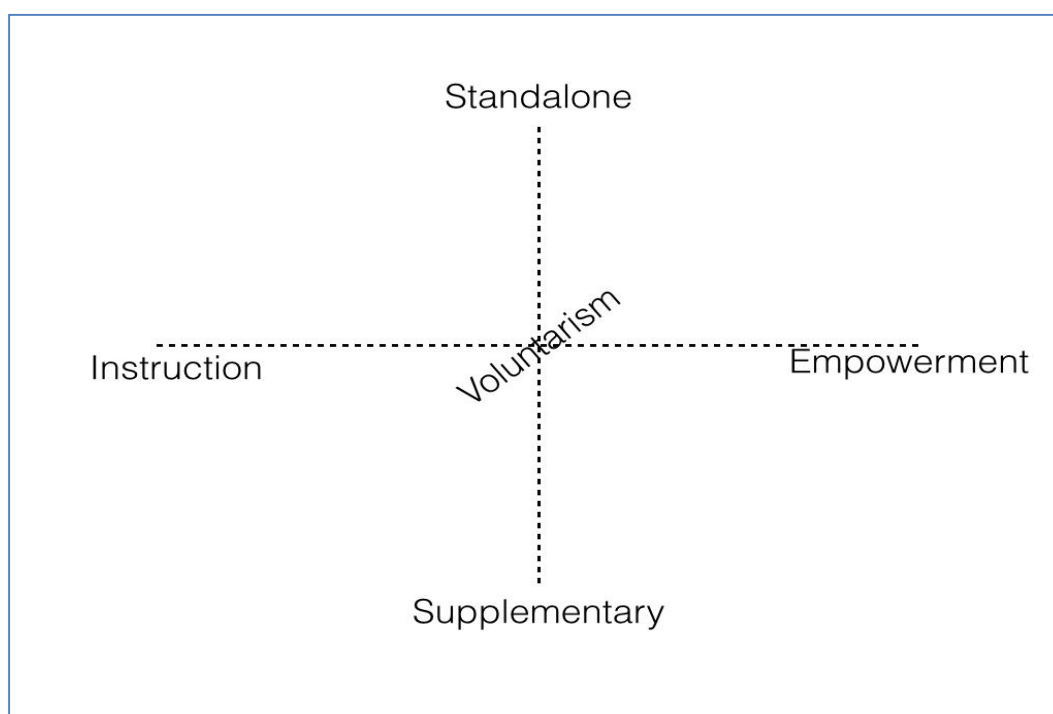 Standalone
Voluntarism
Instruction
Empowerment
Supplementary